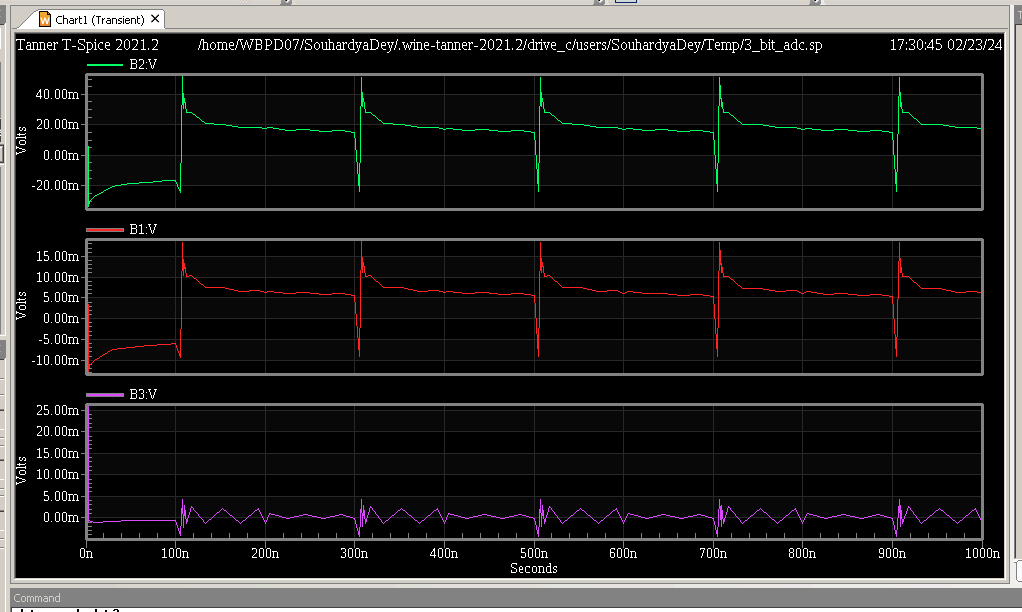 Chart1 (Transient)
Tanner T-Spice 2021.2 /home/WBPD07/SouhardyaDey/.wine-tanner-2021.2/drive_c/users/SouhardyaDey/Temp/3_bit_adc.sp 17:30:45 02/23/24
B2:V
40.00m
20.00m
0.00m
-20.00m
Volts
B1:V
15.00m
10.00m
5.00m
0.00m
-5.00m
-10.00m
Volts
B3:V
25.00m
20.00m
15.00m
10.00m
5.00m
0.00m
Volts
0n 100n 200n 300n 400n 500n 600n 700n 800n 900n 1000n
Seconds
Command